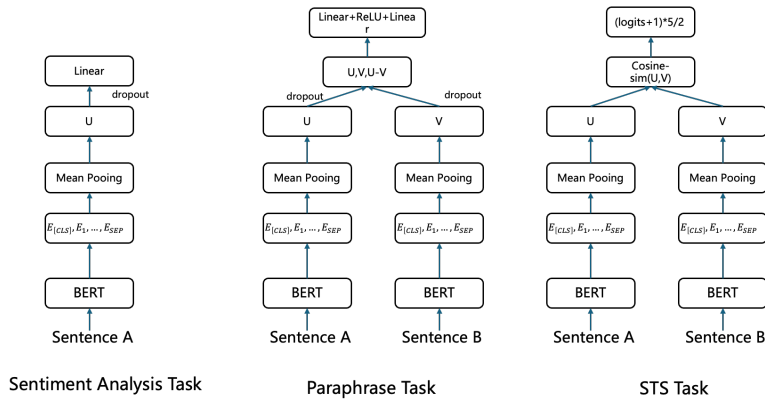 Linear
dropout
U
Mean Pooing
E[CLS], E1, ..., ESEP
BERT
Sentence A
Sentiment Analysis Task
Linear+ReLU+Linea
r
U,V,U-V
dropout
dropout
U
V
Mean Pooing
Mean Pooing
E[CLS], E1, ..., ESEP
E[CLS], E1, ..., ESEP
BERT
BERT
Sentence A
Sentence B
Paraphrase Task
(logits+1)*5/2
Cosine-
sim(U,V)
U
V
Mean Pooing
Mean Pooing
E[CLS], E1, ..., ESEP
E[CLS], E1, ..., ESEP
BERT
BERT
Sentence A
Sentence B
STS Task